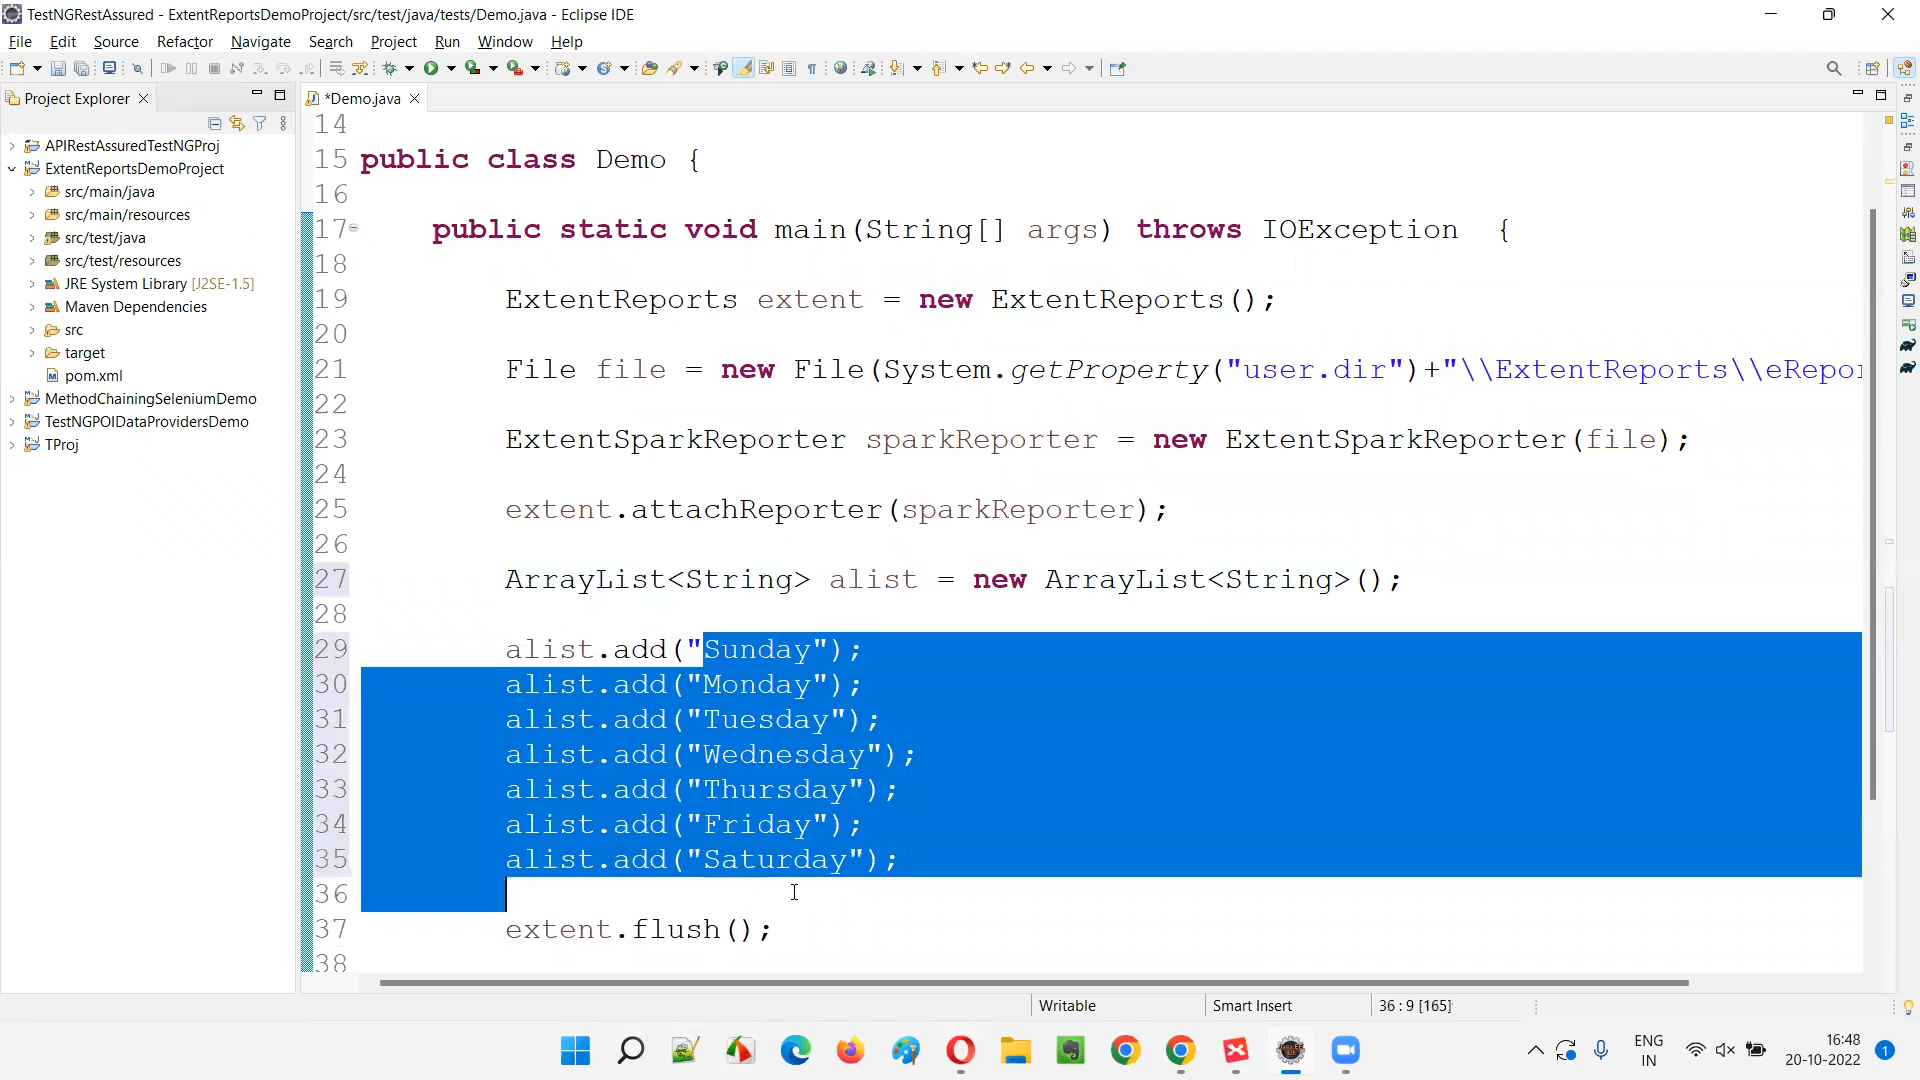 TestNGRestAssured - ExtentReportsDemoProject/src/test/java/tests/Demo.java - Eclipse IDE
File Edit Source Refactor Navigate Search Project Run Window Help
Project Explorer
*Demo.java
APIRestAssuredTestNGProj
ExtentReportsDemoProject
src/main/java
src/main/resources
src/test/java
src/test/resources
JRE System Library [J2SE-1.5]
Maven Dependencies
src
target
pom.xml
MethodChainingSeleniumDemo
TestNGPOIDataProvidersDemo
TProj
14
15 public class Demo {
16
17 public static void main(String[] args) throws IOException {
18
19 ExtentReports extent = new ExtentReports();
20
21 File file = new File(System.getProperty("user.dir")+"\\ExtentReports\\eRepor
22
23 ExtentSparkReporter sparkReporter = new ExtentSparkReporter(file);
24
25 extent.attachReporter(sparkReporter);
26
27 ArrayList<String> alist = new ArrayList<String>();
28
29 alist.add("Sunday");
30 alist.add("Monday");
31 alist.add("Tuesday");
32 alist.add("Wednesday");
33 alist.add("Thursday");
34 alist.add("Friday");
35 alist.add("Saturday");
36
37 extent.flush();
38
Writable Smart Insert 36 : 9 [165]
ENG
IN
16:48
20-10-2022
1